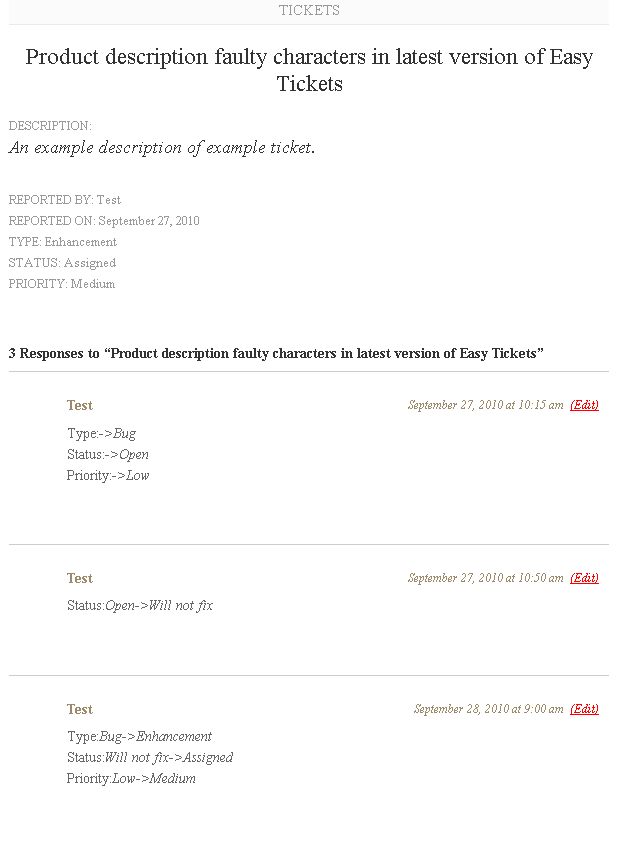 TICKETS
Product description faulty characters in latest version of Easy
Tickets
DESCRIPTION:
An example description of example ticket.
REPORTED BY: Test
REPORTED ON: September 27, 2010
TYPE: Enhancement
STATUS: Assigned
PRIORITY: Medium
3 Responses to “Product description faulty characters in latest version of Easy Tickets”
Test September 27, 2010 at 10:15 am (Edit)
Type:->Bug
Status:->Open
Priority:->Low
Test September 27, 2010 at 10:50 am (Edit)
Status:Open->Will not fix
Test September 28, 2010 at 9:00 am (Edit)
Type:Bug->Enhancement
Status:Will not fix->Assigned
Priority:Low->Medium